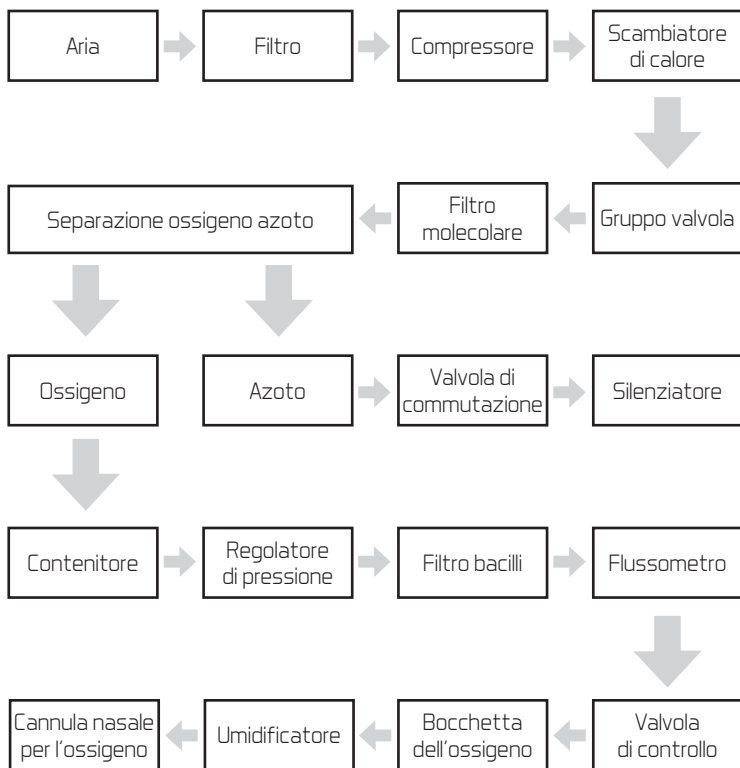 Aria
Filtro
Compressore
Scambiatore
di calore
Separazione ossigeno azoto
Filtro
molecolare
Gruppo valvola
Ossigeno
Azoto
Valvola di
commutazione
Silenziatore
Contenitore
Regolatore
di pressione
Filtro bacilli
Flussometro
Cannula nasale
per l'ossigeno
Umidificatore
Bocchetta
dell'ossigeno
Valvola
di controllo